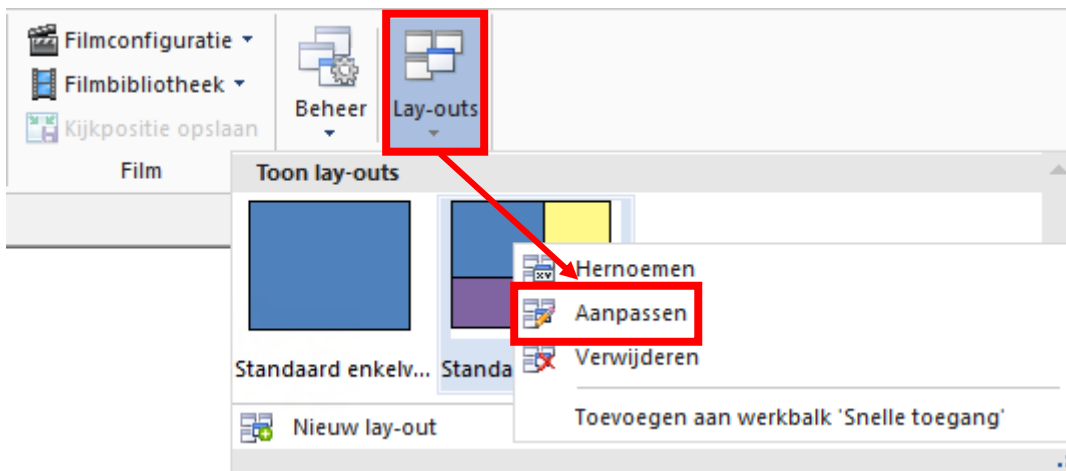 Filmconfiguratie
Filmbibliotheek
Kijkpositie opslaan
Film
Beheer
Lay-outs
Toon lay-outs
Standaard enkelv...
Standa
Nieuw lay-out
Hernoemen
Aanpassen
Verwijderen
Toevoegen aan werkbalk 'Snelle toegang'